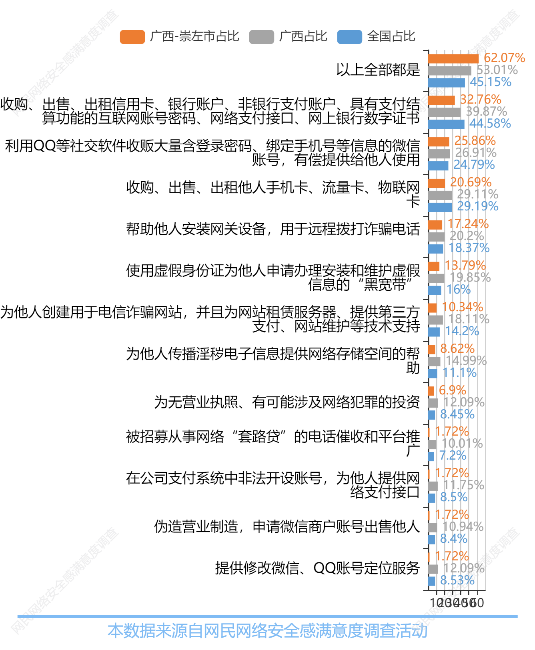 广西-崇左市占比 广西占比 全国占比
以上全部都是
62.07%
53.01%
45.15%
收购、出售、出租信用卡、银行账户、非银行支付账户、具有支付结
算功能的互联网账号密码、网络支付接口、网上银行数字证书
32.76%
39.87%
44.58%
利用QQ等社交软件收贩大量含登录密码、绑定手机号等信息的微信
账号，有偿提供给他人使用
25.86%
26.91%
24.79%
收购、出售、出租他人手机卡、流量卡、物联网
卡
20.69%
29.11%
29.19%
帮助他人安装网关设备，用于远程拨打诈骗电话
17.24%
20.2%
18.37%
使用虚假身份证为他人申请办理安装和维护虚假
信息的“黑宽带”
13.79%
19.85%
16%
为他人创建用于电信诈骗网站，并且为网站租赁服务器、提供第三方
支付、网站维护等技术支持
10.34%
18.11%
14.2%
为他人传播淫秽电子信息提供网络存储空间的帮
助
8.62%
14.99%
11.1%
为无营业执照、有可能涉及网络犯罪的投资
6.9%
12.09%
8.45%
被招募从事网络“套路贷”的电话催收和平台推
广
1.72%
10.01%
7.2%
在公司支付系统中非法开设账号，为他人提供网
络支付接口
1.72%
11.75%
8.5%
伪造营业制造，申请微信商户账号出售他人
1.72%
10.94%
8.4%
提供修改微信、QQ账号定位服务
1.72%
12.09%
8.53%
本数据来源自网民网络安全感满意度调查活动